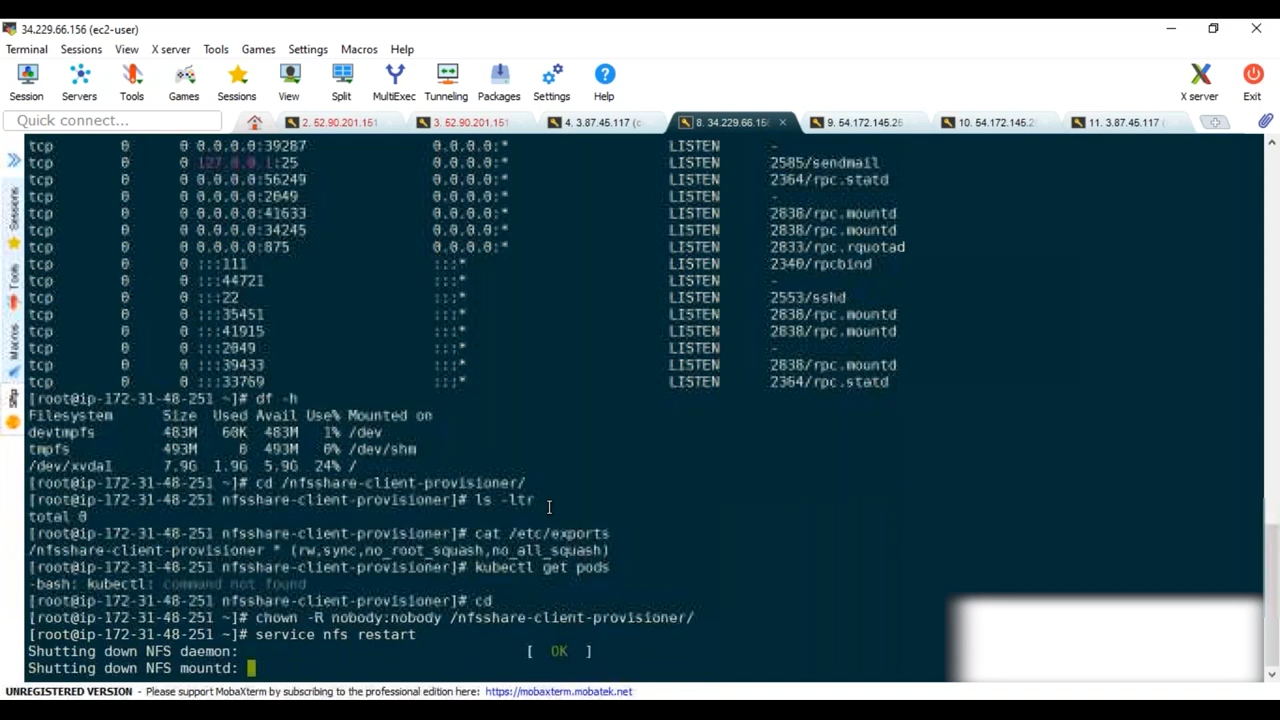 34.229.66.156 (ec2-user)
Terminal Sessions View X server Tools Games Settings Macros Help
Session Servers Tools Games Sessions View Split MultiExec Tunneling Packages Settings Help X server Exit
Quick connect... 2. 52.90.201.151 3. 52.90.201.151 4. 3.87.45.117 (c- 8. 34.229.66.156 9. 54.172.145.25 10. 54.172.145.2 11. 3.87.45.117 (
Sessions
Tools
Macros
Sftp
tcp 0 0 0.0.0.0:39287 0.0.0.0:* LISTEN -
tcp 0 0 127.0.0.1:25 0.0.0.0:* LISTEN 2585/sendmail
tcp 0 0 0.0.0.0:56249 0.0.0.0:* LISTEN 2364/rpc.statd
tcp 0 0 0.0.0.0:2049 0.0.0.0:* LISTEN -
tcp 0 0 0.0.0.0:41633 0.0.0.0:* LISTEN 2838/rpc.mountd
tcp 0 0 0.0.0.0:34245 0.0.0.0:* LISTEN 2838/rpc.mountd
tcp 0 0 0.0.0.0:875 0.0.0.0:* LISTEN 2833/rpc.rquotad
tcp 0 0 :::111 :::* LISTEN 2340/rpcbind
tcp 0 0 :::44721 :::* LISTEN -
tcp 0 0 :::22 :::* LISTEN 2553/sshd
tcp 0 0 :::35451 :::* LISTEN 2838/rpc.mountd
tcp 0 0 :::41915 :::* LISTEN 2838/rpc.mountd
tcp 0 0 :::2049 :::* LISTEN -
tcp 0 0 :::39433 :::* LISTEN 2838/rpc.mountd
tcp 0 0 :::33769 :::* LISTEN 2364/rpc.statd
[root@ip-172-31-48-251 ~]# df -h
Filesystem Size Used Avail Use% Mounted on
devtmpfs 483M 60K 483M 1% /dev
tmpfs 493M 0 493M 0% /dev/shm
/dev/xvda1 7.9G 1.9G 5.9G 24% /
[root@ip-172-31-48-251 ~]# cd /nfsshare-client-provisioner/
[root@ip-172-31-48-251 nfsshare-client-provisioner]# ls -ltr
total 0
[root@ip-172-31-48-251 nfsshare-client-provisioner]# cat /etc/exports
/nfsshare-client-provisioner * (rw,sync,no_root_squash,no_all_squash)
[root@ip-172-31-48-251 nfsshare-client-provisioner]# kubectl get pods
-bash: kubectl: command not found
[root@ip-172-31-48-251 nfsshare-client-provisioner]# cd
[root@ip-172-31-48-251 ~]# chown -R nobody:nobody /nfsshare-client-provisioner/
[root@ip-172-31-48-251 ~]# service nfs restart
Shutting down NFS daemon: [ OK ]
Shutting down NFS mountd:
UNREGISTERED VERSION - Please support MobaXterm by subscribing to the professional edition here: https://mobaxterm.mobatek.net